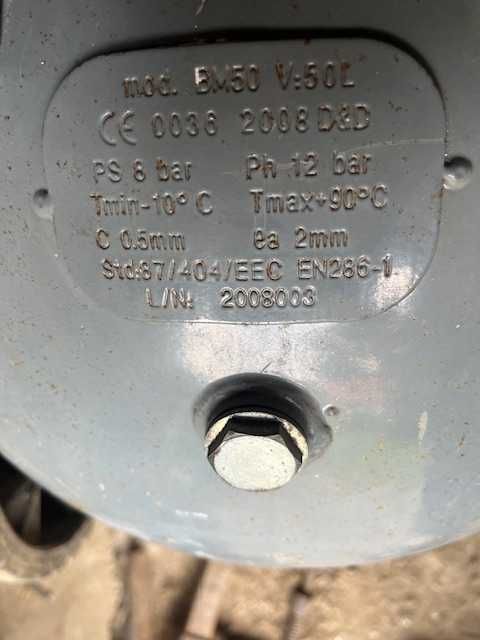 mod. BM50 V:50L
CE 0036 2008 D&D
PS 8 bar Ph 12 bar
Tmin-10° C Tmax+90°C
C 0.5mm ea 2mm
Std:87/404/EEC EN286-1
L/N: 2008003